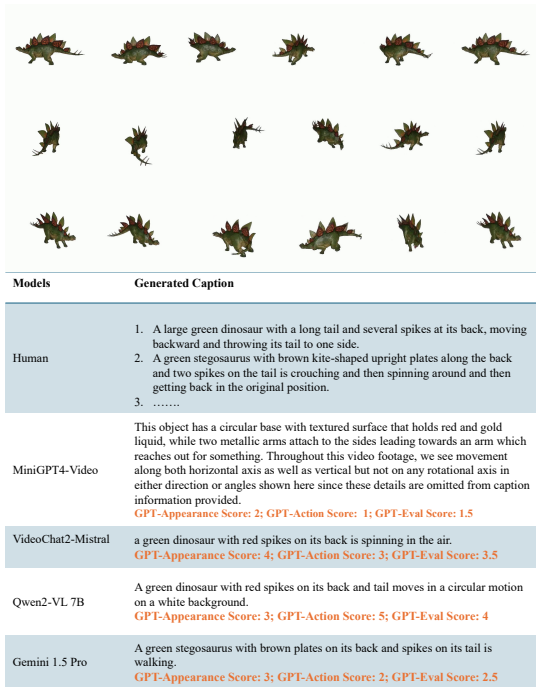 Models Generated Caption
1. A large green dinosaur with a long tail and several spikes at its back, moving
backward and throwing its tail to one side.
Human
2. A green stegosaurus with brown kite-shaped upright plates along the back
and two spikes on the tail is crouching and then spinning around and then
getting back in the original position.
3. …….
This object has a circular base with textured surface that holds red and gold
liquid, while two metallic arms attach to the sides leading towards an arm which
reaches out for something. Throughout this video footage, we see movement
MiniGPT4-Video
along both horizontal axis as well as vertical but not on any rotational axis in
either direction or angles shown here since these details are omitted from caption
information provided.
GPT-Appearance Score: 2; GPT-Action Score: 1; GPT-Eval Score: 1.5
VideoChat2-Mistral
a green dinosaur with red spikes on its back is spinning in the air.
GPT-Appearance Score: 4; GPT-Action Score: 3; GPT-Eval Score: 3.5
Qwen2-VL 7B
A green dinosaur with red spikes on its back and tail moves in a circular motion
on a white background.
GPT-Appearance Score: 3; GPT-Action Score: 5; GPT-Eval Score: 4
Gemini 1.5 Pro
A green stegosaurus with brown plates on its back and spikes on its tail is
walking.
GPT-Appearance Score: 3; GPT-Action Score: 2; GPT-Eval Score: 2.5